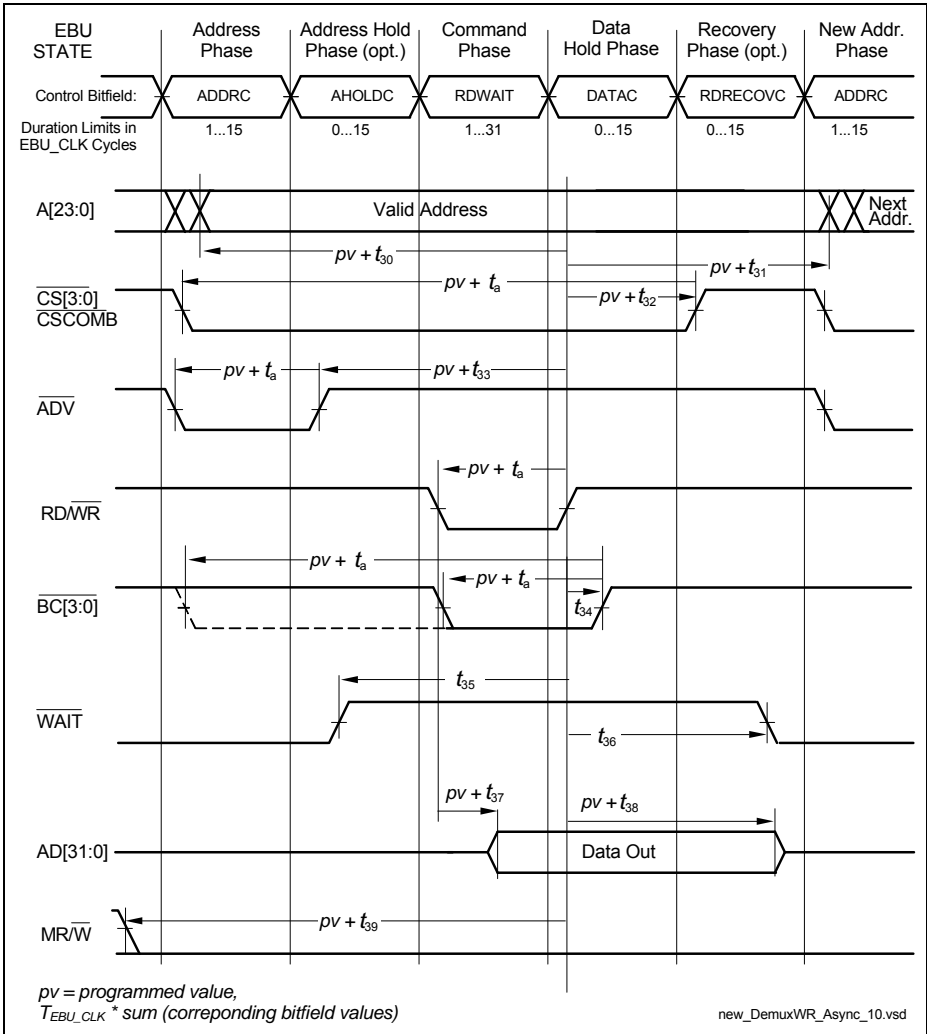 EBU STATE
Address Phase
Address Hold Phase (opt.)
Command Phase
Data Hold Phase
Recovery Phase (opt.)
New Addr. Phase
Control Bitfield: ADDRC AHOLDC RDWAIT DATAC RDRECOVC ADDRC
Duration Limits in EBU_CLK Cycles
1...15 0...15 1...31 0...15 0...15 1...15
A[23:0] Valid Address Next Addr.
pv + t30
pv + t31
pv + ta
CS[3:0]
CSCOMB
pv + t32
pv + ta
pv + t33
ADV
pv + ta
RD/WR
pv + ta
pv + ta
BC[3:0]
t34
t35
WAIT
t36
pv + t37
pv + t38
AD[31:0] Data Out
MR/W
pv + t39
pv = programmed value,
TEBU_CLK * sum (correponding bitfield values)
new_DemuxWR_Async_10.vsd